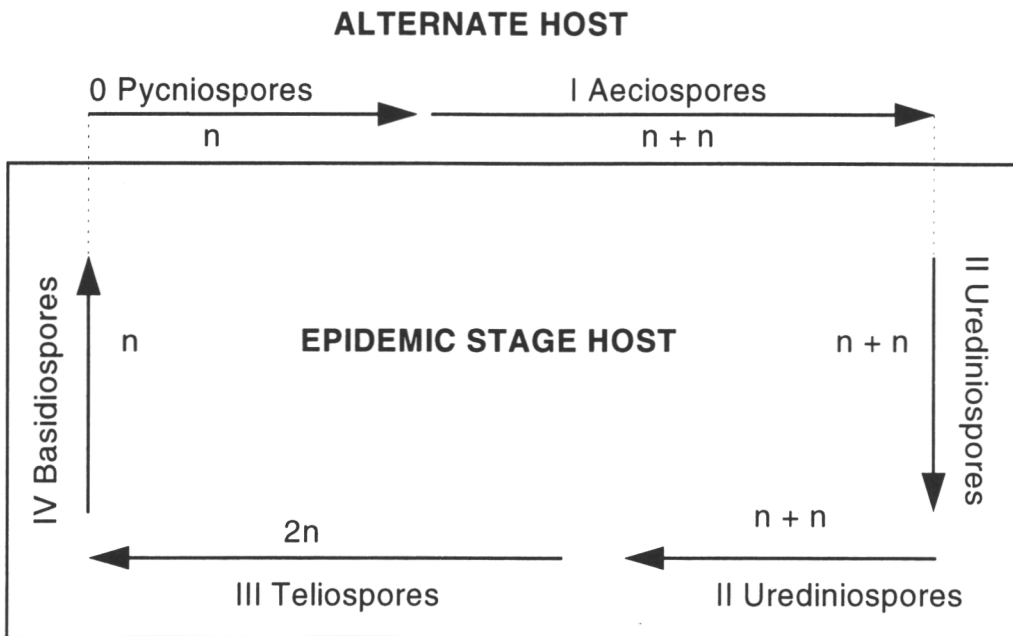 ALTERNATE HOST
0 Pycniospores
I Aeciospores
n
n + n
IV Basidiospores
n
EPIDEMIC STAGE HOST
n + n
II Urediniospores
2n
n + n
III Teliospores
II Urediniospores